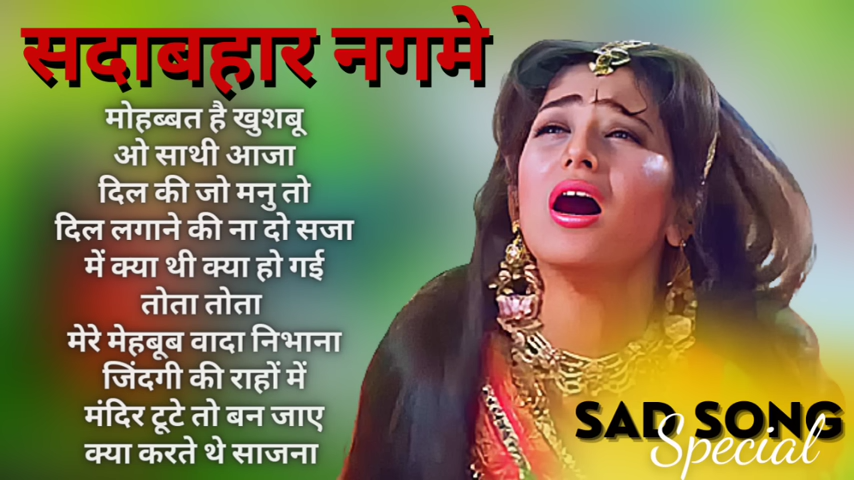 सदाबहार नगमे
मोहब्बत है खुशबू
ओ साथी आजा
दिल की जो मनु तो
दिल लगाने की ना दो सजा
में क्या थी क्या हो गई
तोता तोता
मेरे मेहबूब वादा निभाना
जिंदगी की राहों में
मंदिर टूटे तो बन जाए
क्या करते थे साजना
SAD SONG
Special